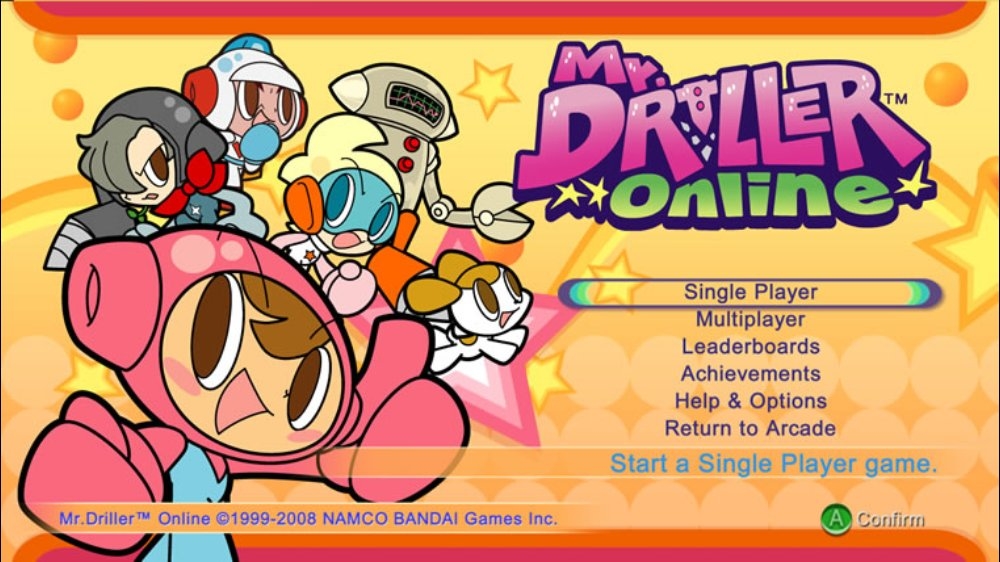 Mr.
DRILLER™
Online
Single Player
Multiplayer
Leaderboards
Achievements
Help & Options
Return to Arcade
Start a Single Player game.
Mr.Driller™ Online ©1999-2008 NAMCO BANDAI Games Inc.
A Confirm